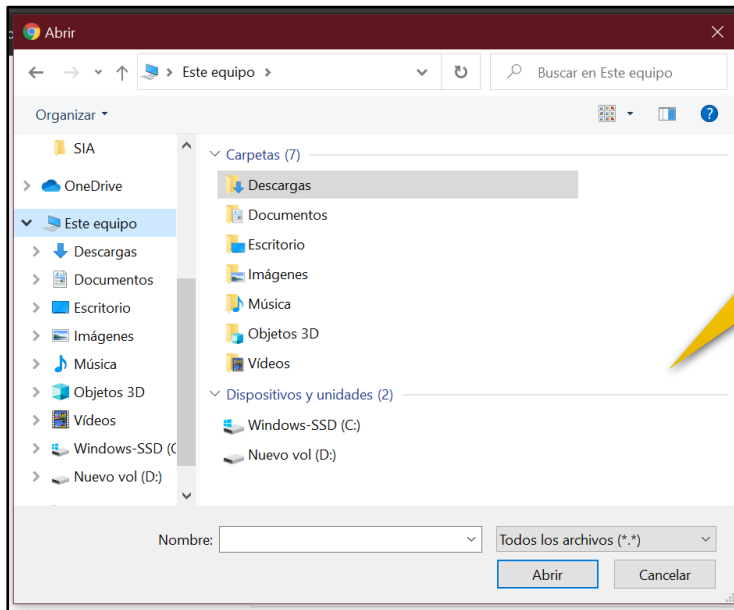 Abrir
Este equipo
Buscar en Este equipo
Organizar
SIA
OneDrive
Este equipo
Descargas
Documentos
Escritorio
Imágenes
Música
Objetos 3D
Vídeos
Windows-SSD (C
Nuevo vol (D:)
Carpetas (7)
Descargas
Documentos
Escritorio
Imágenes
Música
Objetos 3D
Vídeos
Dispositivos y unidades (2)
Windows-SSD (C:)
Nuevo vol (D:)
Nombre:
Todos los archivos (*.*)
Abrir
Cancelar